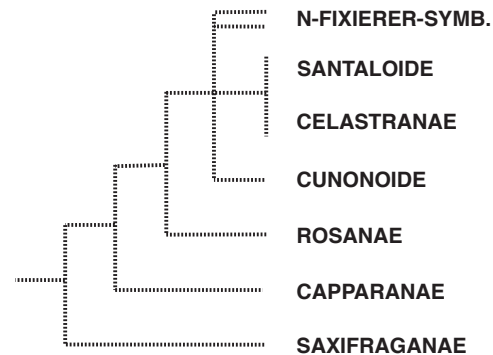 N-FIXIERER-SYMB.
SANTALOIDE
CELASTRANAE
CUNONOIDE
ROSANAE
CAPPARANAE
SAXIFRAGANAE